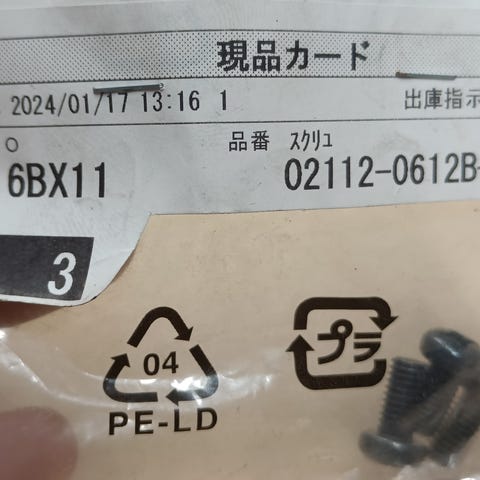 現品カード
2024/01/17 13:16 1 出庫指示
品番 スクリュ
6BX11 02112-0612B-
3
04 プラ
PE-LD